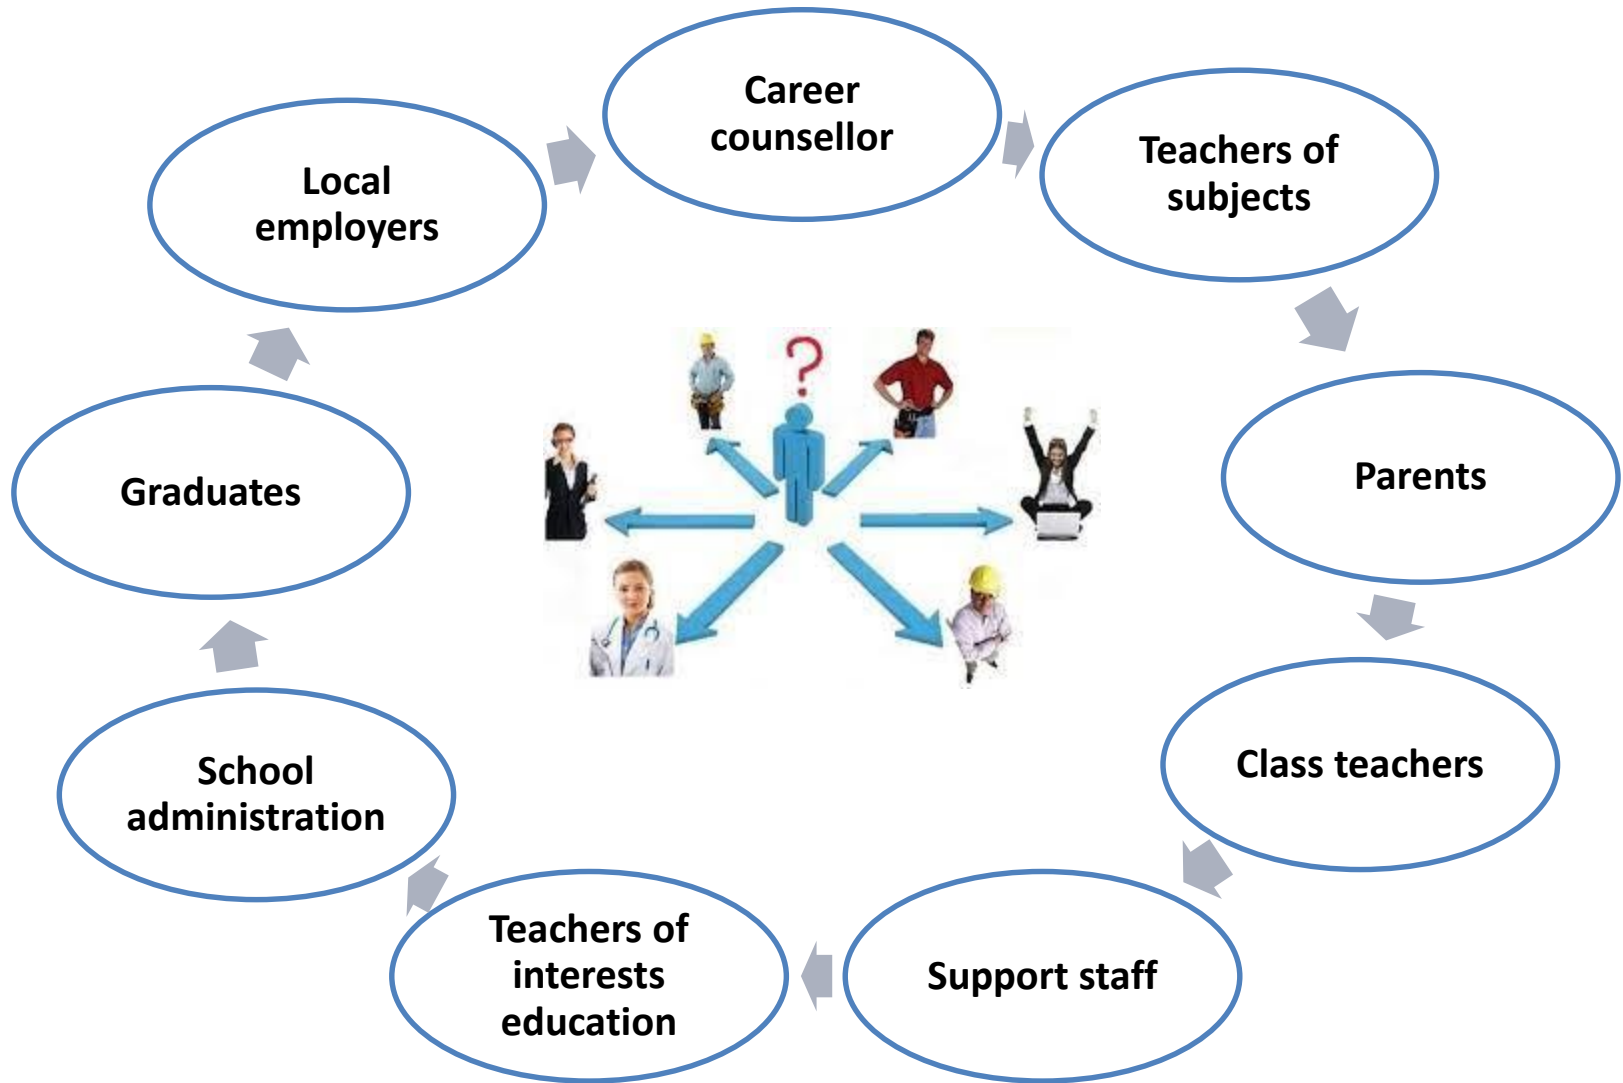 Career
counsellor
Teachers of
subjects
Parents
Class teachers
Support staff
Teachers of
interests
education
School
administration
Graduates
Local
employers
?